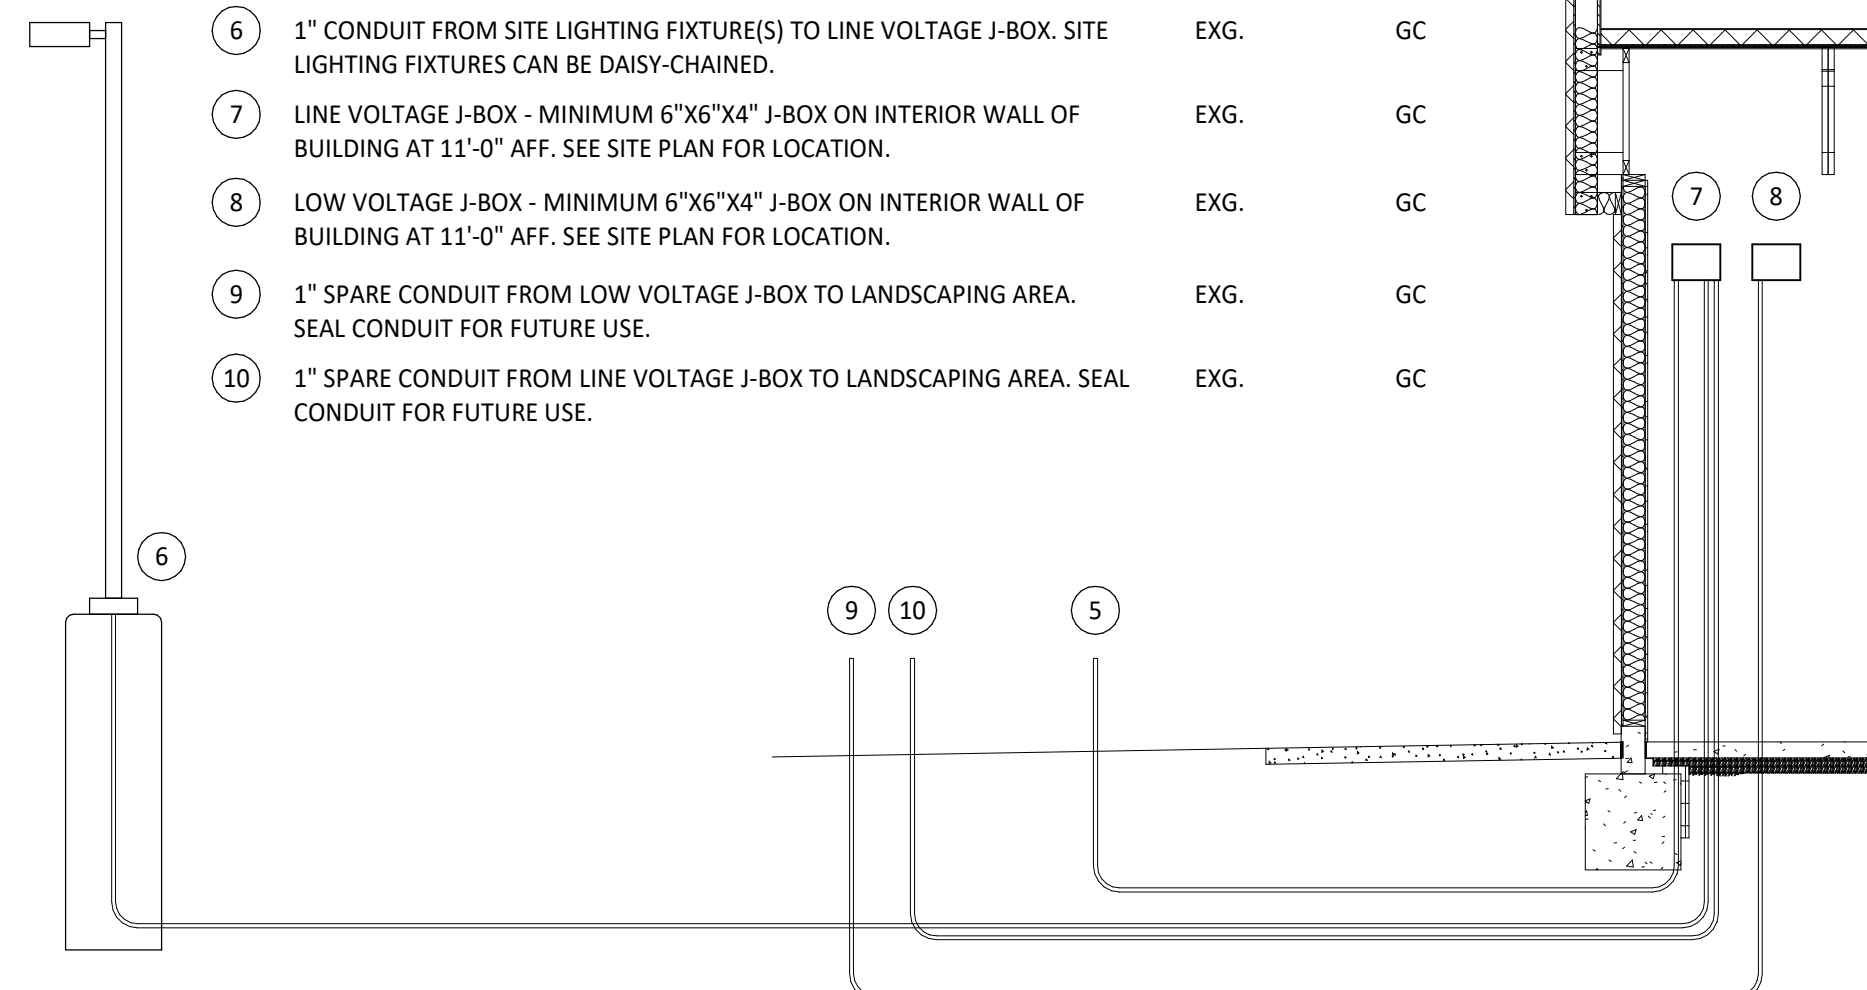 6 1" CONDUIT FROM SITE LIGHTING FIXTURE(S) TO LINE VOLTAGE J-BOX. SITE EXG. GC
LIGHTING FIXTURES CAN BE DAISY-CHAINED.
7 LINE VOLTAGE J-BOX - MINIMUM 6"X6"X4" J-BOX ON INTERIOR WALL OF EXG. GC
BUILDING AT 11'-0" AFF. SEE SITE PLAN FOR LOCATION.
8 LOW VOLTAGE J-BOX - MINIMUM 6"X6"X4" J-BOX ON INTERIOR WALL OF EXG. GC
BUILDING AT 11'-0" AFF. SEE SITE PLAN FOR LOCATION.
9 1" SPARE CONDUIT FROM LOW VOLTAGE J-BOX TO LANDSCAPING AREA. EXG. GC
SEAL CONDUIT FOR FUTURE USE.
10 1" SPARE CONDUIT FROM LINE VOLTAGE J-BOX TO LANDSCAPING AREA. SEAL EXG. GC
CONDUIT FOR FUTURE USE.
7 8
6
9 10 5